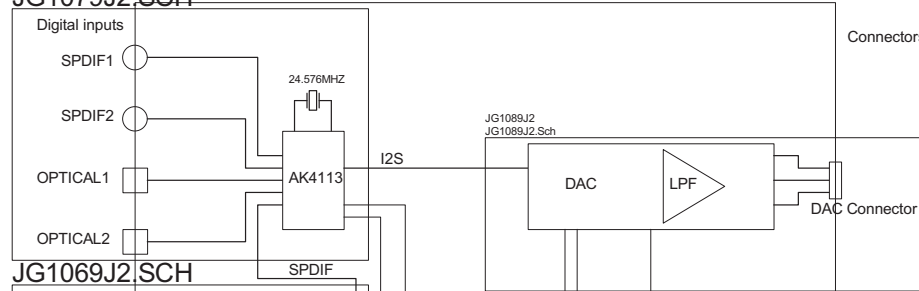 JG1079J2.SCH
Digital inputs
Connectors
SPDIF1
24.576MHZ
SPDIF2
JG1089J2
JG1089J2.Sch
I2S
OPTICAL1
AK4113
DAC
LPF
DAC Connector
OPTICAL2
JG1069J2.SCH
SPDIF